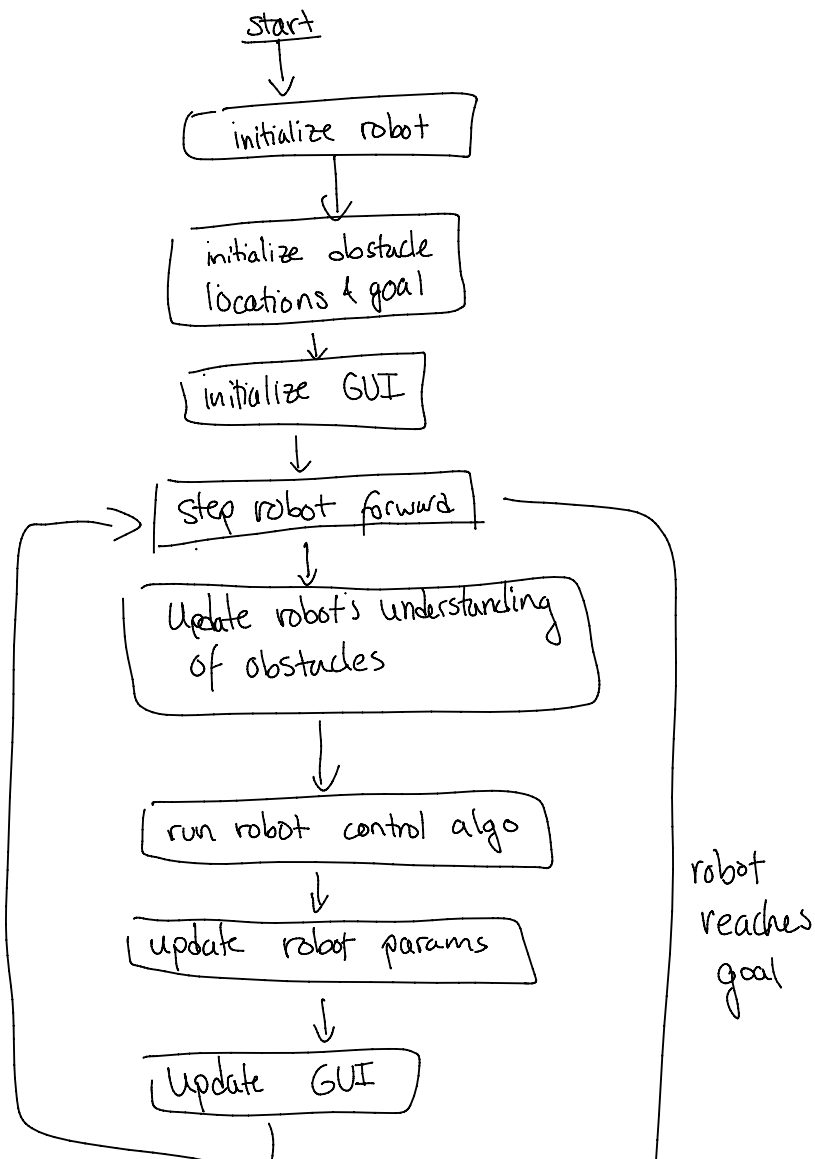 start
initialize robot
initialize obstacle
locations & goal
initialize GUI
step robot forward
Update robot's understanding
of obstacles
run robot control algo
update robot params
update GUI
robot
reaches
goal